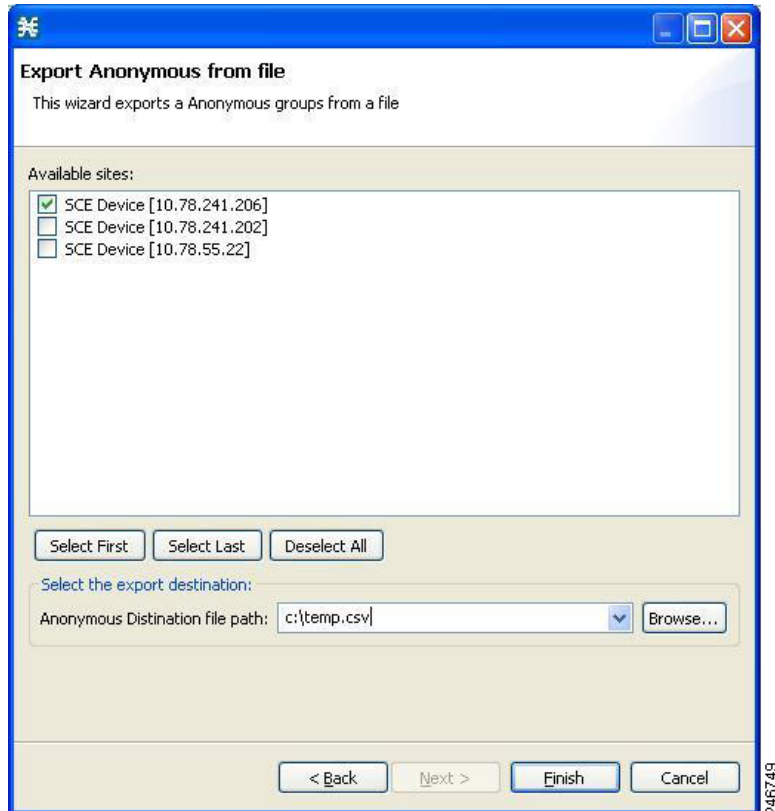 Export Anonymous from file
This wizard exports a Anonymous groups from a file
Available sites:
SCE Device [10.78.241.206]
SCE Device [10.78.241.202]
SCE Device [10.78.55.22]
Select First Select Last Deselect All
Select the export destination:
Anonymous Distination file path: c:\temp.csv Browse...
< Back Next > Finish Cancel